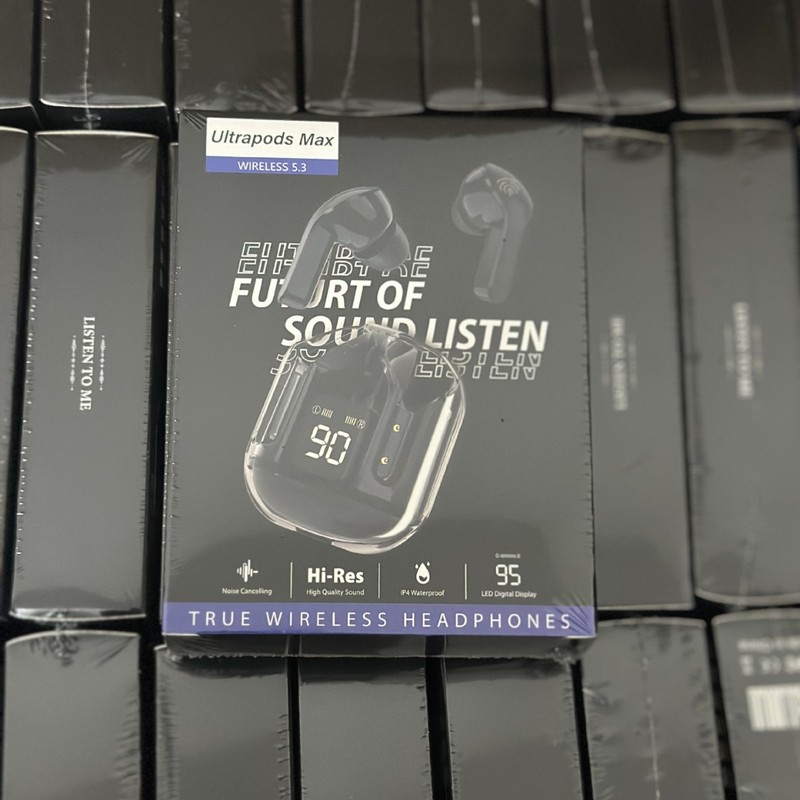 Ultrapods Max
WIRELESS 5.3
FUTURT OF
SOUND LISTEN
90
Noise Cancelling
Hi-Res
High Quality Sound
IP4 Waterproof
95
LED Digital Display
TRUE WIRELESS HEADPHONES
LISTEN TO ME